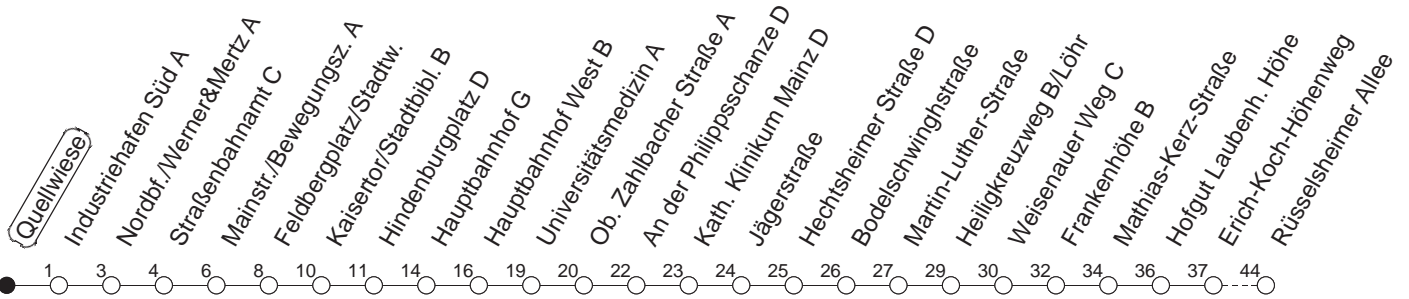 Quellwiese
Industriehafen Süd A
Nordbf./Werner&Mertz A
Straßenbahnamt C
Mainstr./Bewegungsz. A
Feldbergplatz/Stadtw.
Kaisertor/Stadtbibl. B
Hindenburgplatz D
Hauptbahnhof G
Hauptbahnhof West B
Universitätsmedizin A
Ob. Zahlbacher Straße A
An der Philippsschanze D
Kath. Klinikum Mainz D
Jägerstraße
Hechtsheimer Straße D
Bodelschwinghstraße
Martin-Luther-Straße
Heiligkreuzweg B/Löhr
Weisenauer Weg C
Frankenhöhe B
Mathias-Kerz-Straße
Hofgut Laubenh. Höhe
Erich-Koch-Höhenweg
Rüsselsheimer Allee
1 3 4 6 8 10 11 14 16 19 20 22 23 24 25 26 27 29 30 32 34 36 37 44